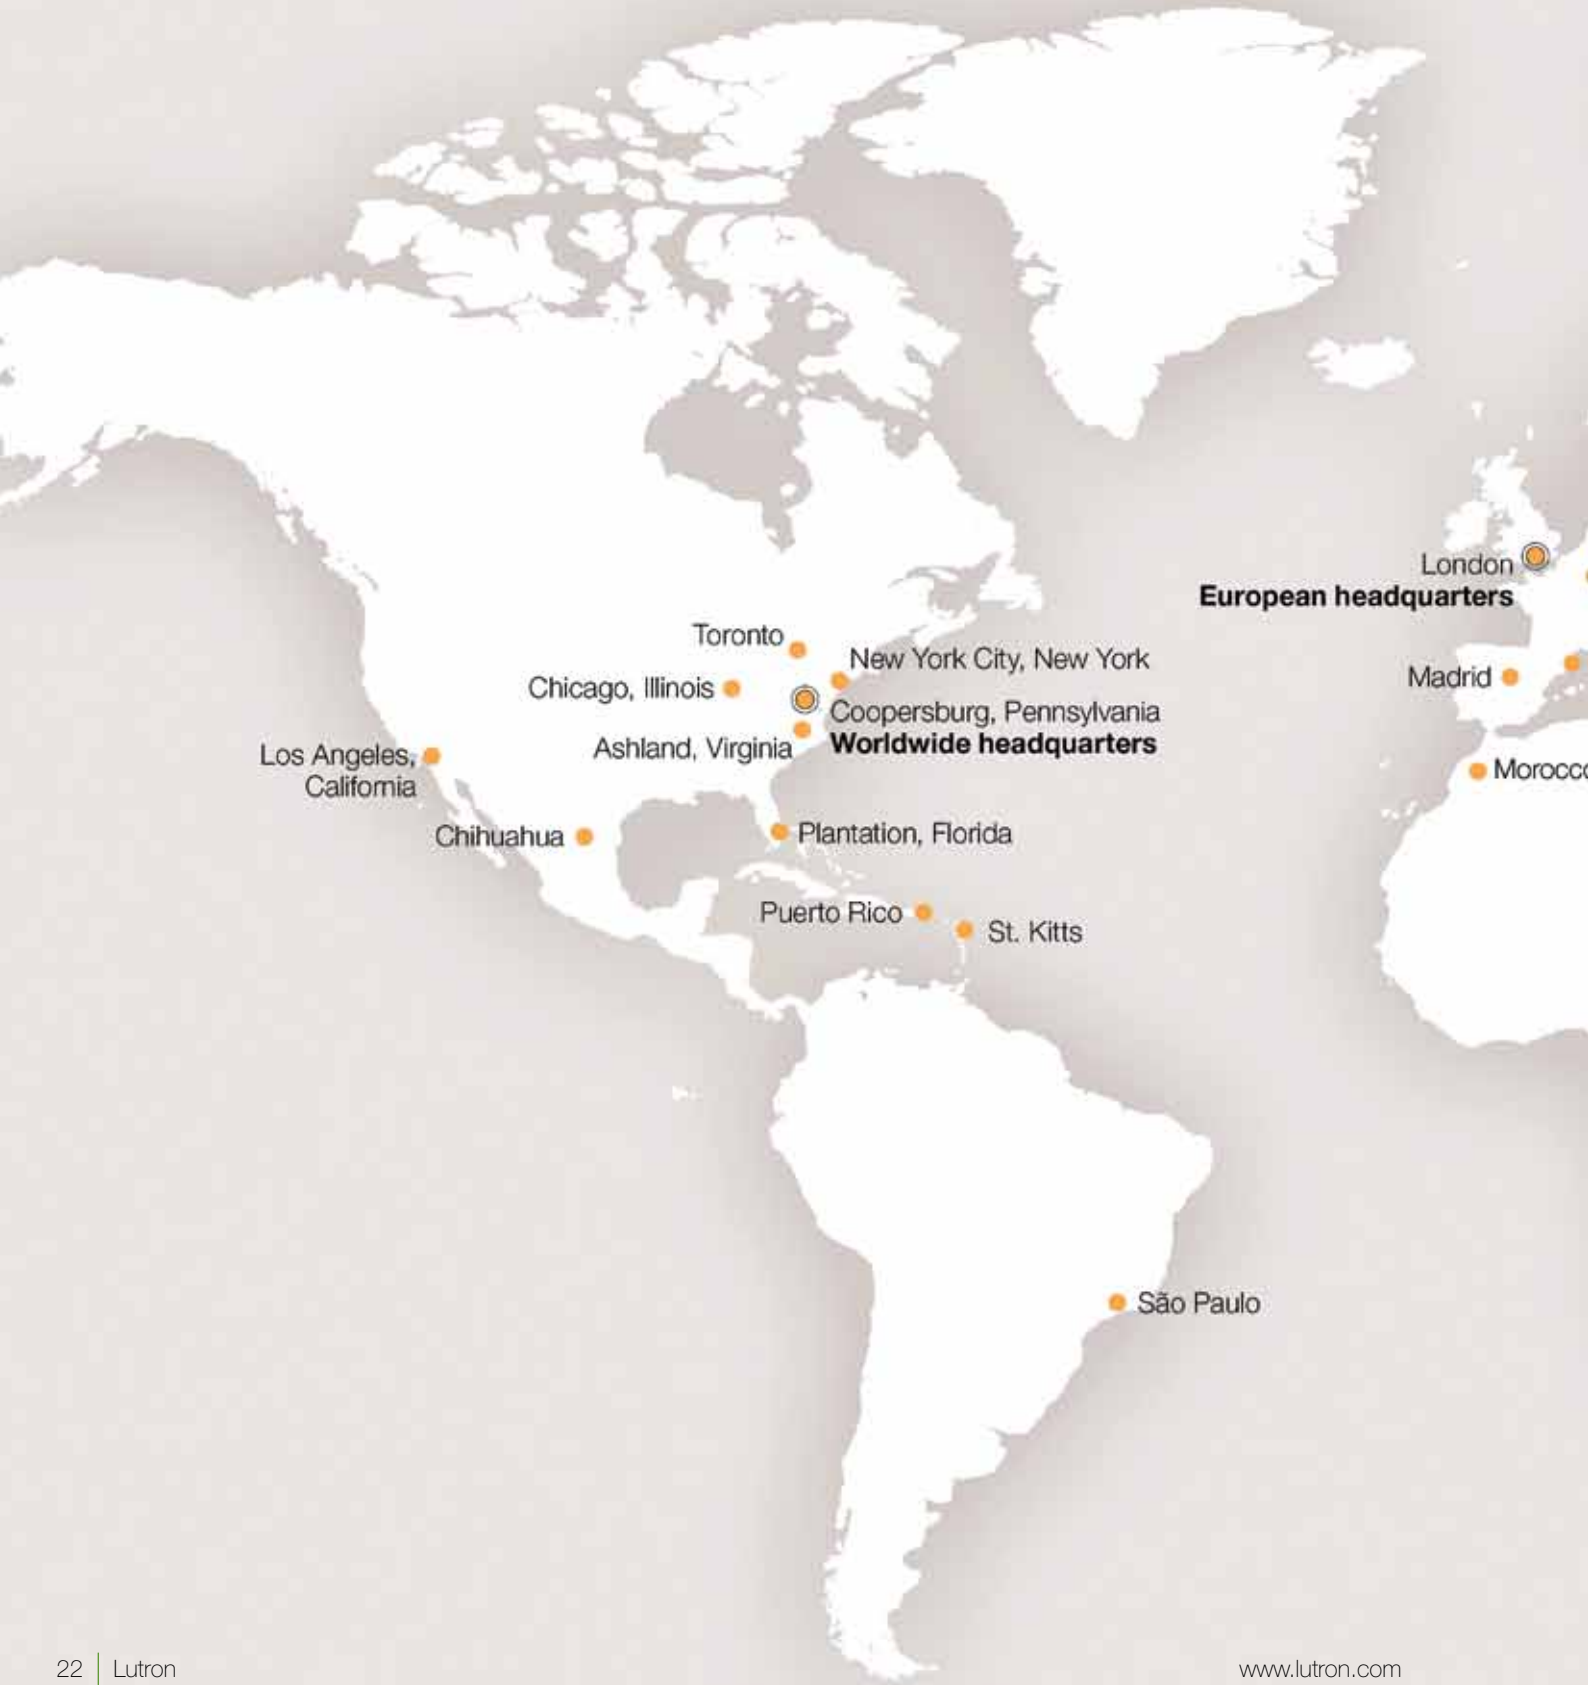 London
European headquarters
Toronto
New York City, New York
Madrid
Chicago, Illinois
Coopersburg, Pennsylvania
Worldwide headquarters
Ashland, Virginia
Los Angeles,
California
Morocco
Chihuahua
Plantation, Florida
Puerto Rico
St. Kitts
São Paulo
22 | Lutron
www.lutron.com